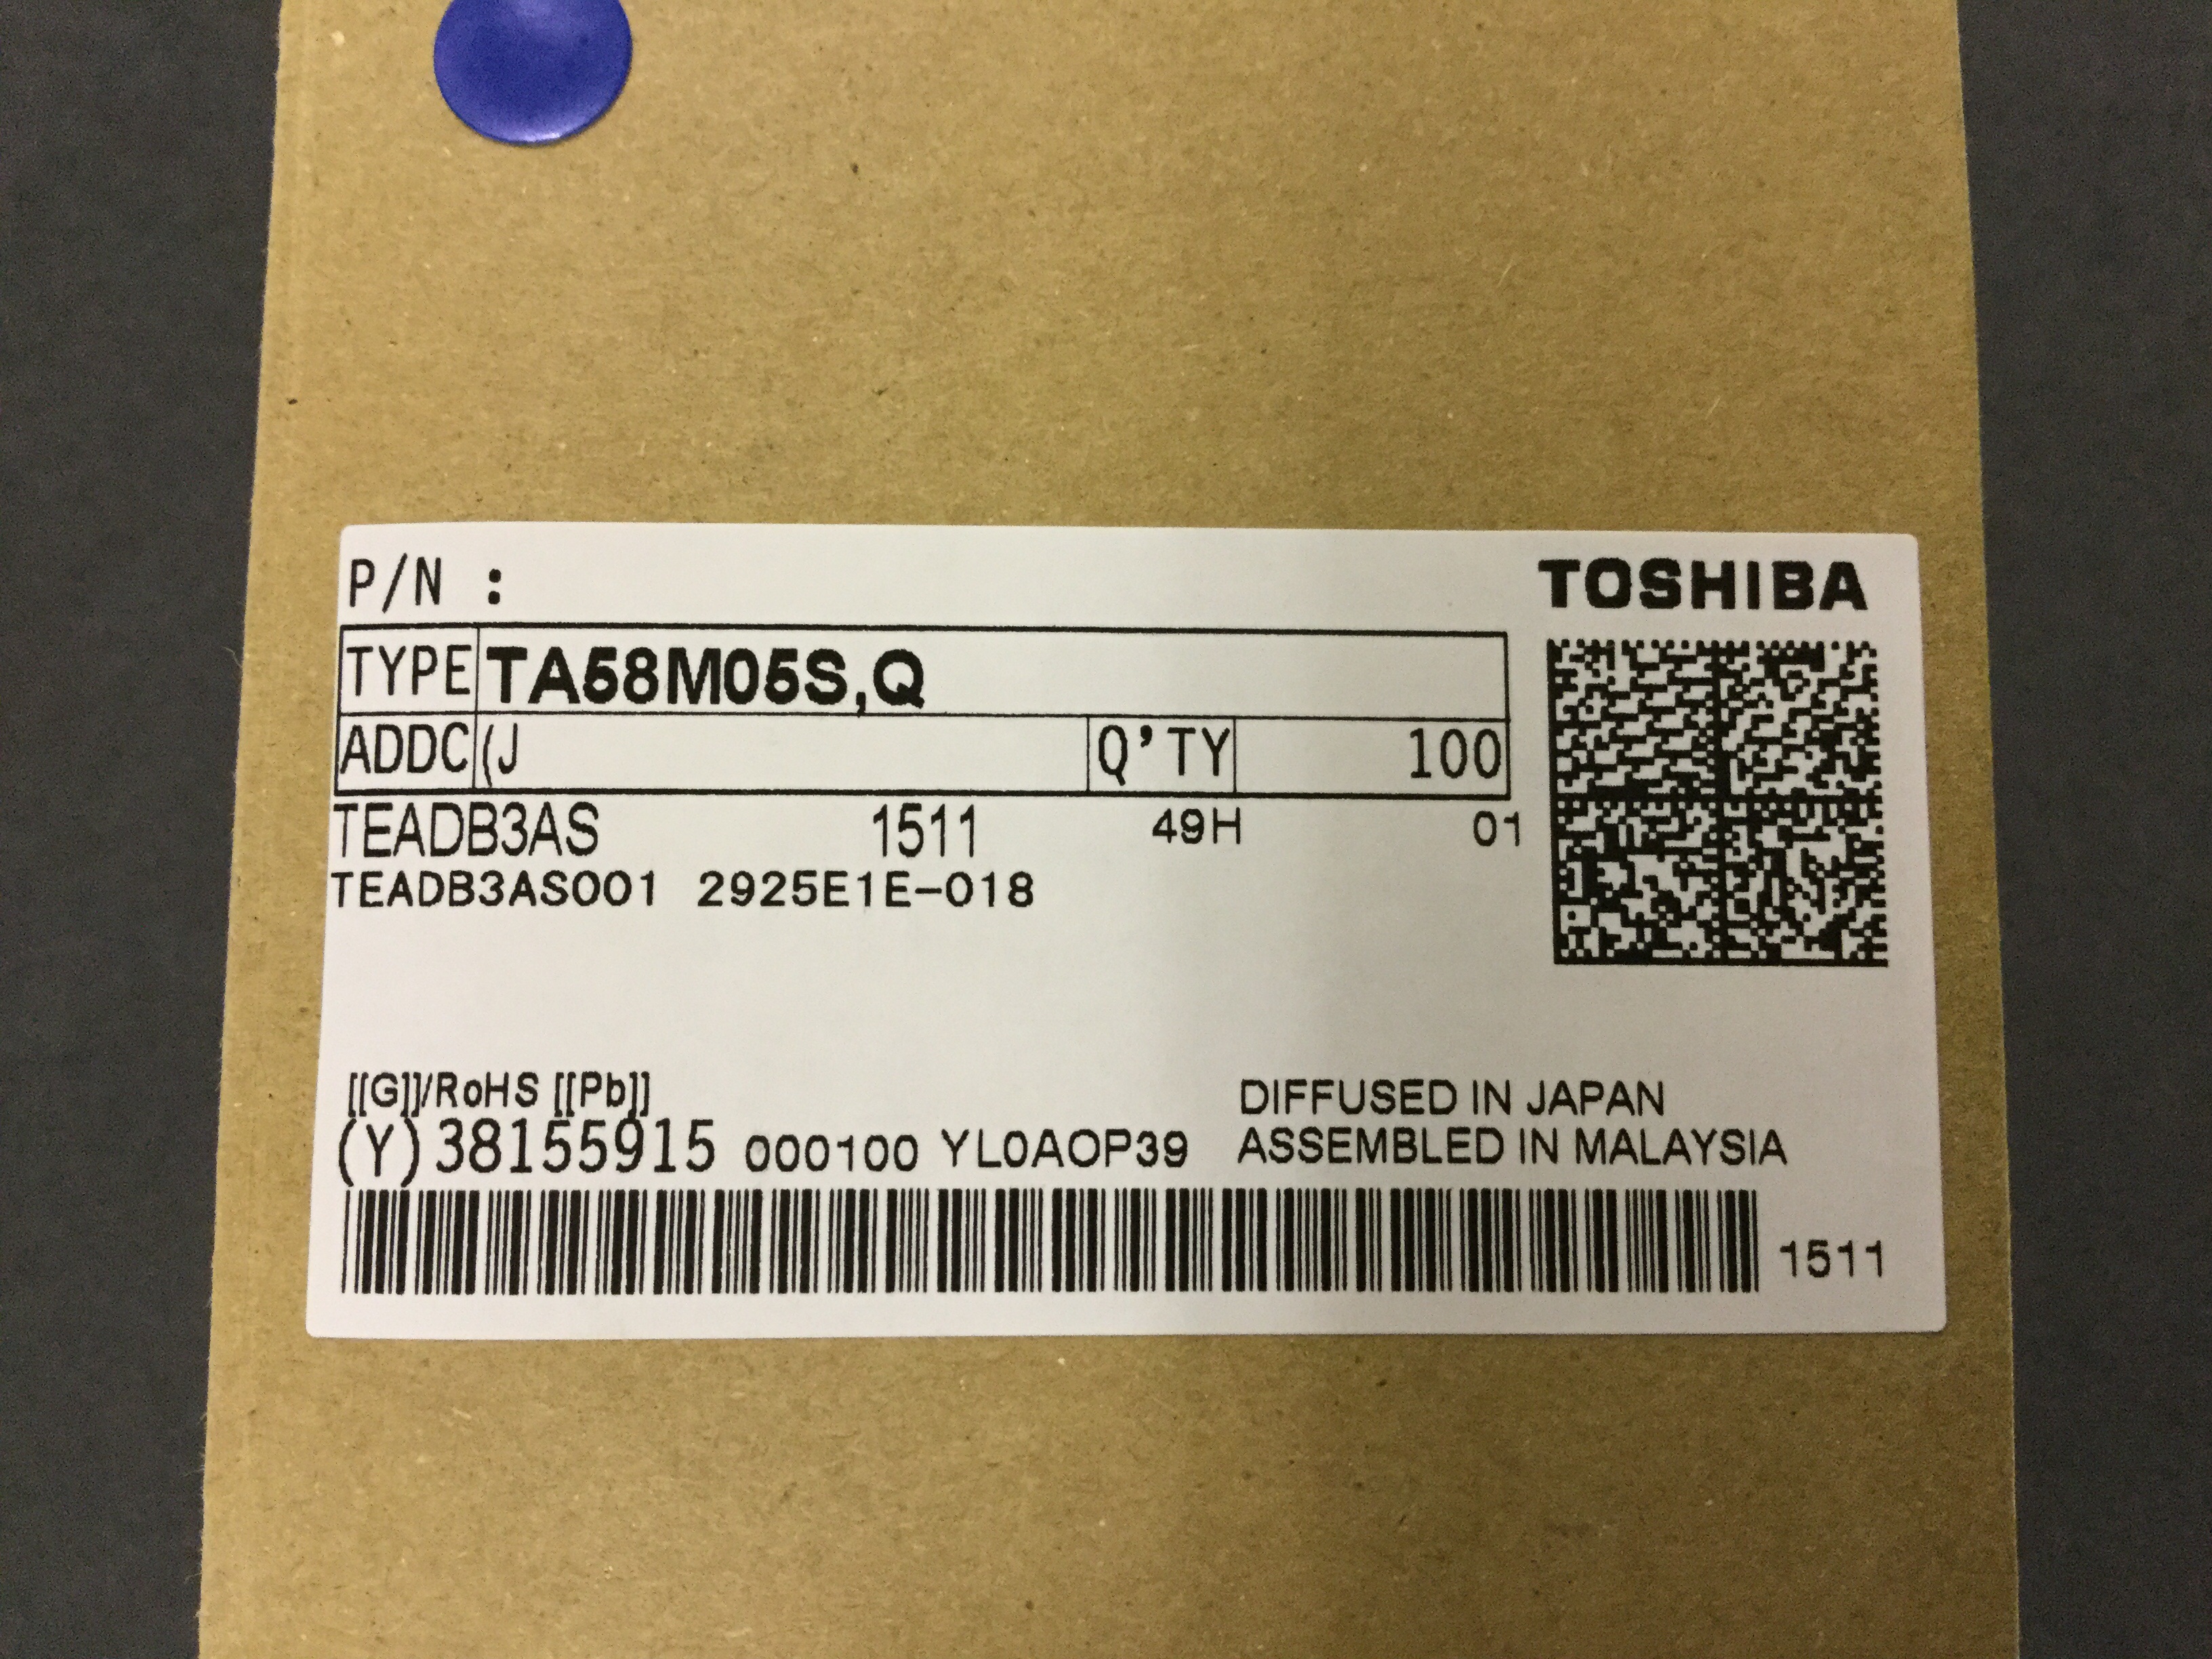 P/N :
TOSHIBA
TYPE TA58M05S,Q
ADDC (J Q'TY 100
TEADB3AS 1511 49H 01
TEADB3AS001 2925E1E-018
[[G]]/RoHS [[Pb]]
DIFFUSED IN JAPAN
(Y)38155915 000100 YL0AOP39 ASSEMBLED IN MALAYSIA
1511